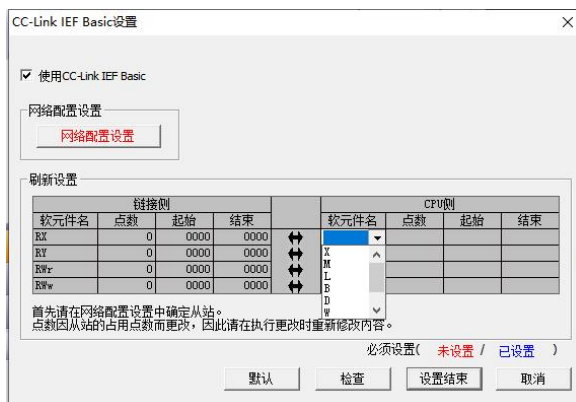 CC-Link IEF Basic设置
使用CC-Link IEF Basic
网络配置设置
网络配置设置
刷新设置
链接侧 CPU侧
软元件名 点数 起始 结束 软元件名 点数 起始 结束
RX 0 0000 0000
RY 0 0000 0000
RWr 0 0000 0000
RWw 0 0000 0000
X
M
L
B
D
W
首先请在网络配置设置中确定从站。
点数因从站的占用点数而更改，因此请在执行更改时重新修改内容。
必须设置( 未设置 / 已设置 )
默认 检查 设置结束 取消